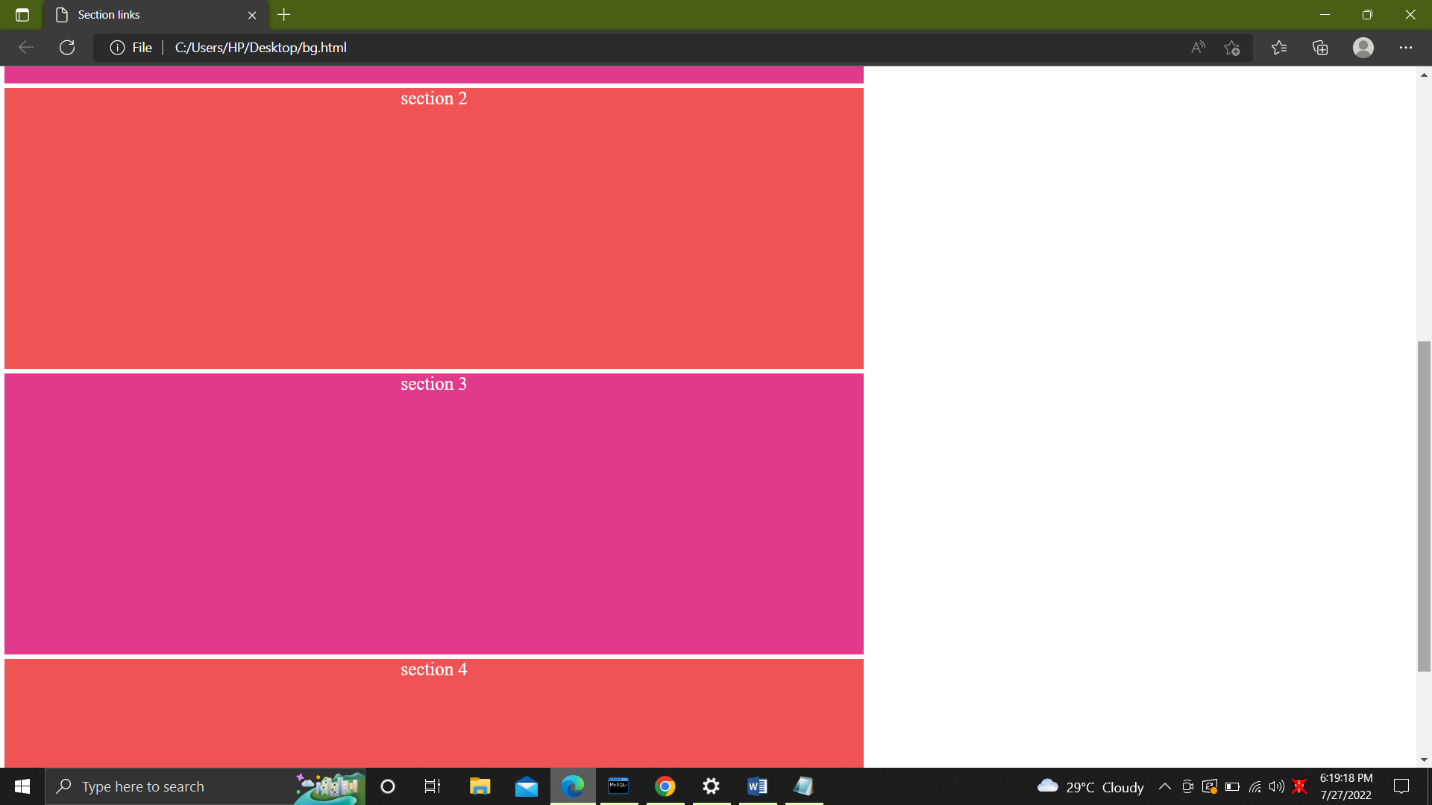 Section links
File
C:/Users/HP/Desktop/bg.html
section 2
section 3
section 4
Type here to search
29°C Cloudy
6:19:18 PM
7/27/2022